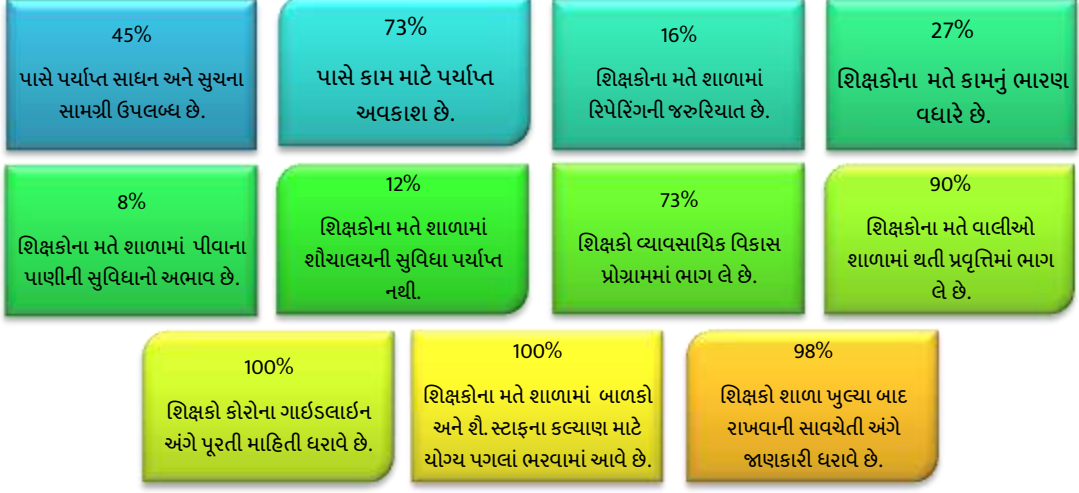 45%
પાસે પર્યાપ્ત સાધન અને સુચના
સામગ્રી ઉપલબ્ધ છે.
73%
પાસે કામ માટે પર્યાપ્ત
અવકાશ છે.
16%
શિક્ષકોના મતે શાળામાં
રિપેરિંગની જરુરિયાત છે.
27%
શિક્ષકોના મતે કામનું ભારણ
વધારે છે.
8%
શિક્ષકોના મતે શાળામાં પીવાના
પાણીની સુવિધાનો અભાવ છે.
12%
શિક્ષકોના મતે શાળામાં
શૌચાલયની સુવિધા પર્યાપ્ત
નથી.
73%
શિક્ષકો વ્યાવસાયિક વિકાસ
પ્રોગ્રામમાં ભાગ લે છે.
90%
શિક્ષકોના મતે વાલીઓ
શાળામાં થતી પ્રવૃત્તિમાં ભાગ
લે છે.
100%
શિક્ષકો કોરોના ગાઇડલાઇન
અંગે પૂરતી માહિતી ધરાવે છે.
100%
શિક્ષકોના મતે શાળામાં બાળકો
અને શૈ. સ્ટાફના કલ્યાણ માટે
યોગ્ય પગલાં ભરવામાં આવે છે.
98%
શિક્ષકો શાળા ખુલ્યા બાદ
રાખવાની સાવચેતી અંગે
જાણકારી ધરાવે છે.